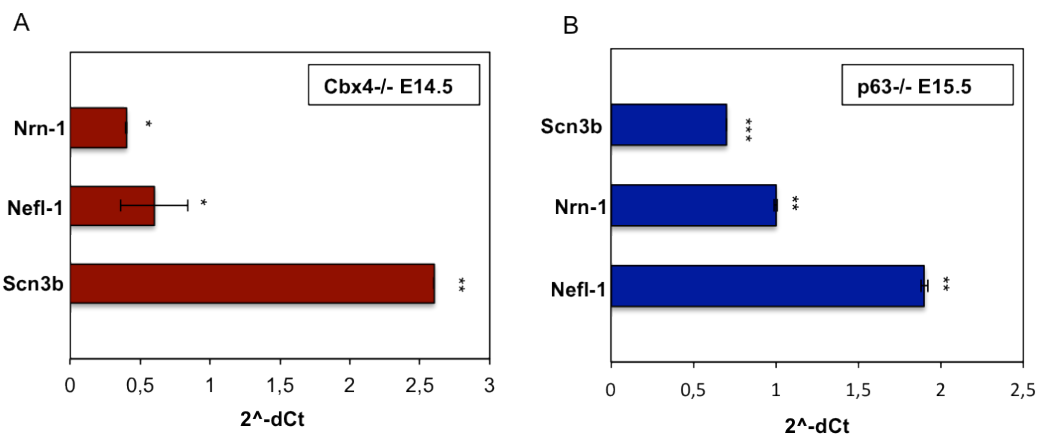 A
Cbx4-/- E14.5
Nrn-1
*
Nefl-1
*
Scn3b
**
0 0,5 1 1,5 2 2,5 3
2^-dCt
B
p63-/- E15.5
Scn3b
***
Nrn-1
**
Nefl-1
**
0 0,5 1 1,5 2 2,5
2^-dCt